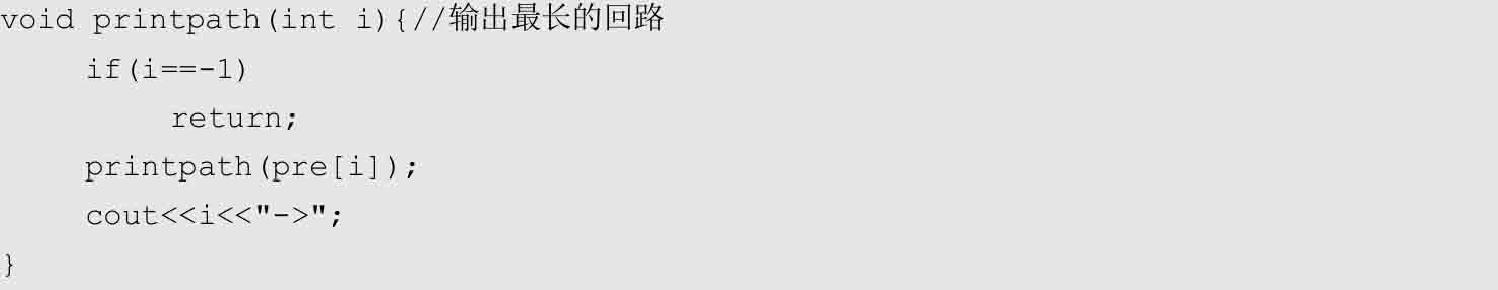 void printpath(int i){//输出最长的回路
    if(i==-1)
        return;
    printpath(pre[i]);
    cout<<i<<"->";
}